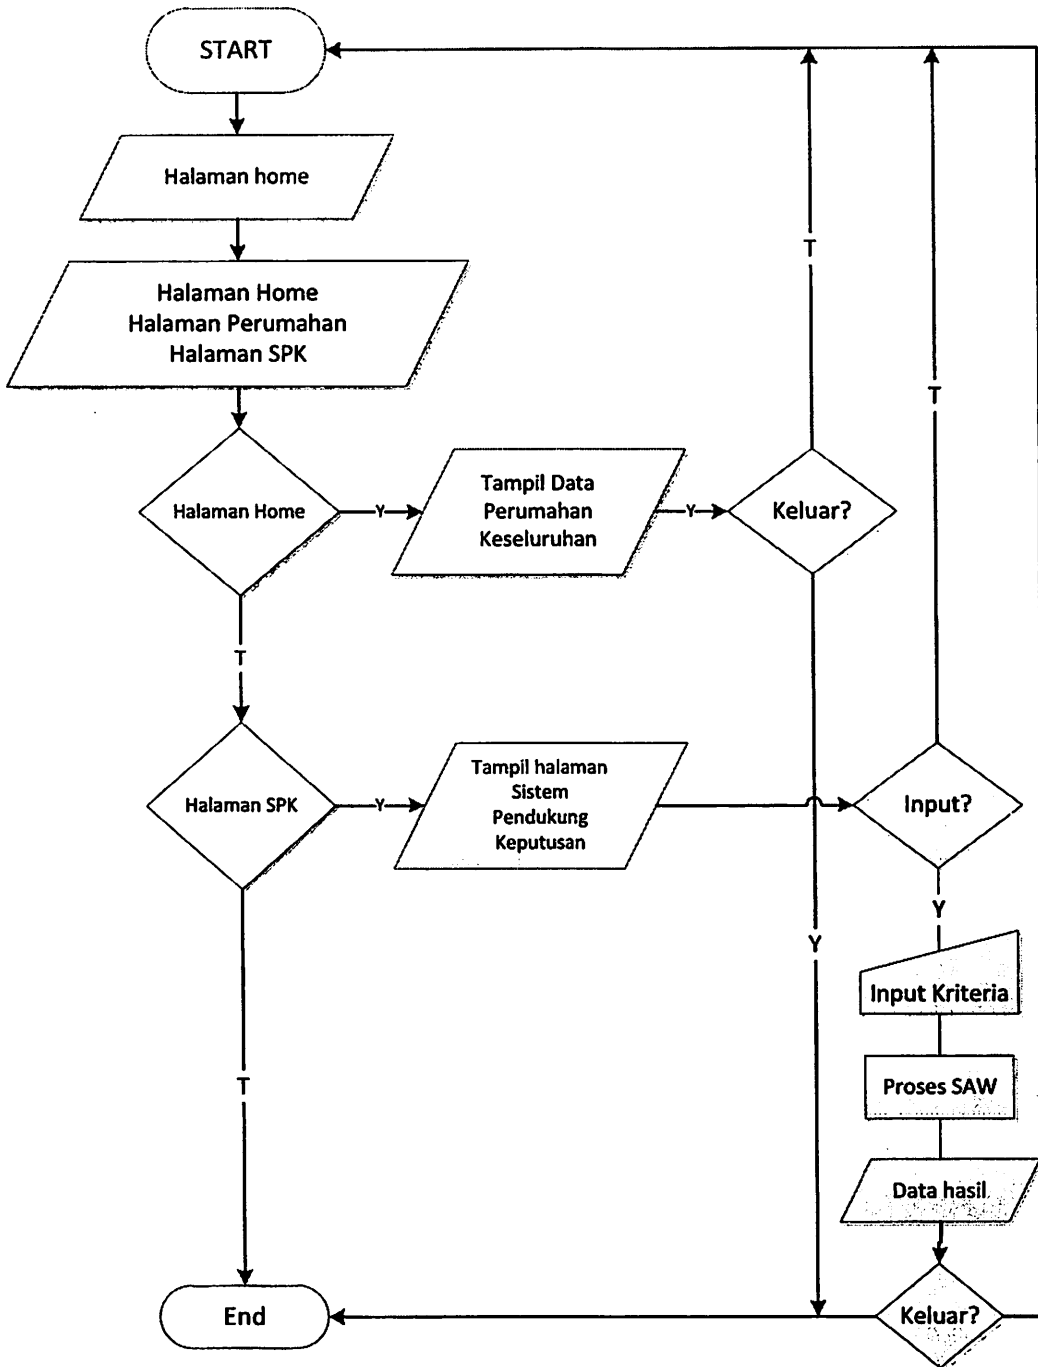 START
Halaman home
Halaman Home
Halaman Perumahan
Halaman SPK
T
T
Halaman Home
Y
Tampil Data
Perumahan
Keseluruhan
Y
Keluar?
T
Halaman SPK
Y
Tampil halaman
Sistem
Pendukung
Keputusan
Input?
Y
Y
Input Kriteria
T
Proses SAW
Data hasil
End
Keluar?